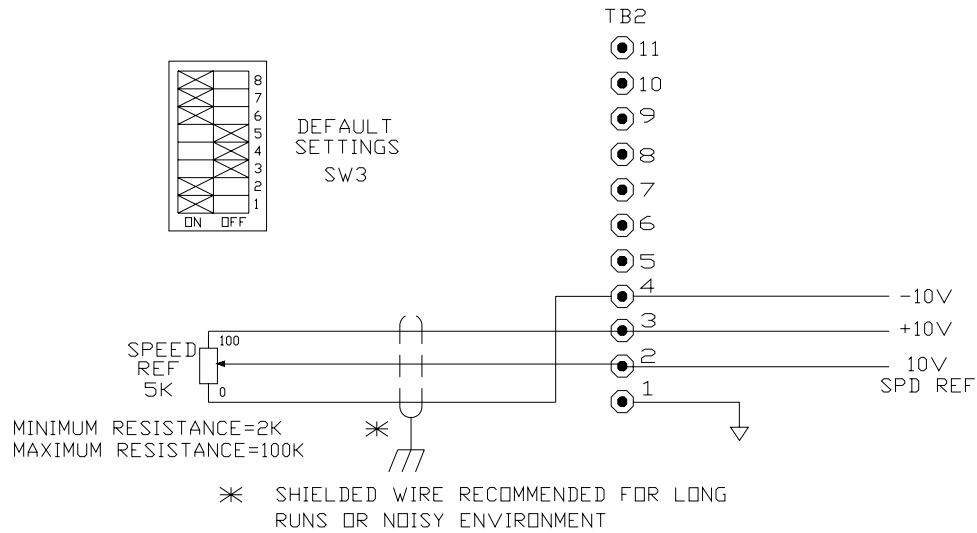 TB2
11
10
9
8
7
6
5
4
3
2
1
8
7
6
5
4
3
2
1
ON OFF
DEFAULT
SETTINGS
SW3
-10V
+10V
10V
SPD REF
100
SPEED
REF
5K
0
MINIMUM RESISTANCE=2K
MAXIMUM RESISTANCE=100K
SHIELDED WIRE RECOMMENDED FOR LONG
RUNS OR NOISY ENVIRONMENT